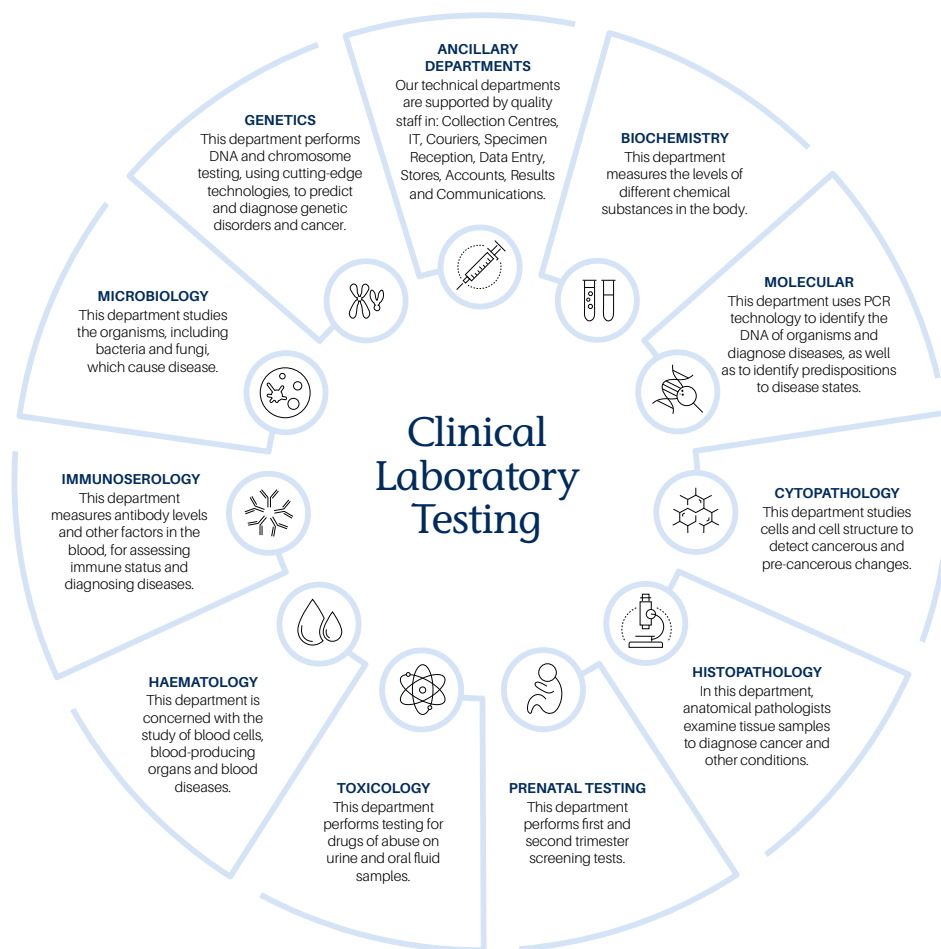 ANCILLARY
DEPARTMENTS
Our technical departments
are supported by quality
staff in: Collection Centres,
IT, Couriers, Specimen
Reception, Data Entry,
Stores, Accounts, Results
and Communications.
BIOCHEMISTRY
This department
measures the levels of
different chemical
substances in the body.
MOLECULAR
This department uses PCR
technology to identify the
DNA of organisms and
diagnose diseases, as well
as to identify predispositions
to disease states.
CYTOPATHOLOGY
This department studies
cells and cell structure to
detect cancerous and
pre-cancerous changes.
HISTOPATHOLOGY
In this department,
anatomical pathologists
examine tissue samples
to diagnose cancer and
other conditions.
PRENATAL TESTING
This department
performs first and
second trimester
screening tests.
TOXICOLOGY
This department
performs testing for
drugs of abuse on
urine and oral fluid
samples.
HAEMATOLOGY
This department is
concerned with the
study of blood cells,
blood-producing
organs and blood
diseases.
IMMUNOSEROLOGY
This department
measures antibody levels
and other factors in the
blood, for assessing
immune status and
diagnosing diseases.
MICROBIOLOGY
This department studies
the organisms, including
bacteria and fungi,
which cause disease.
GENETICS
This department performs
DNA and chromosome
testing, using cutting-edge
technologies, to predict
and diagnose genetic
disorders and cancer.
Clinical
Laboratory
Testing